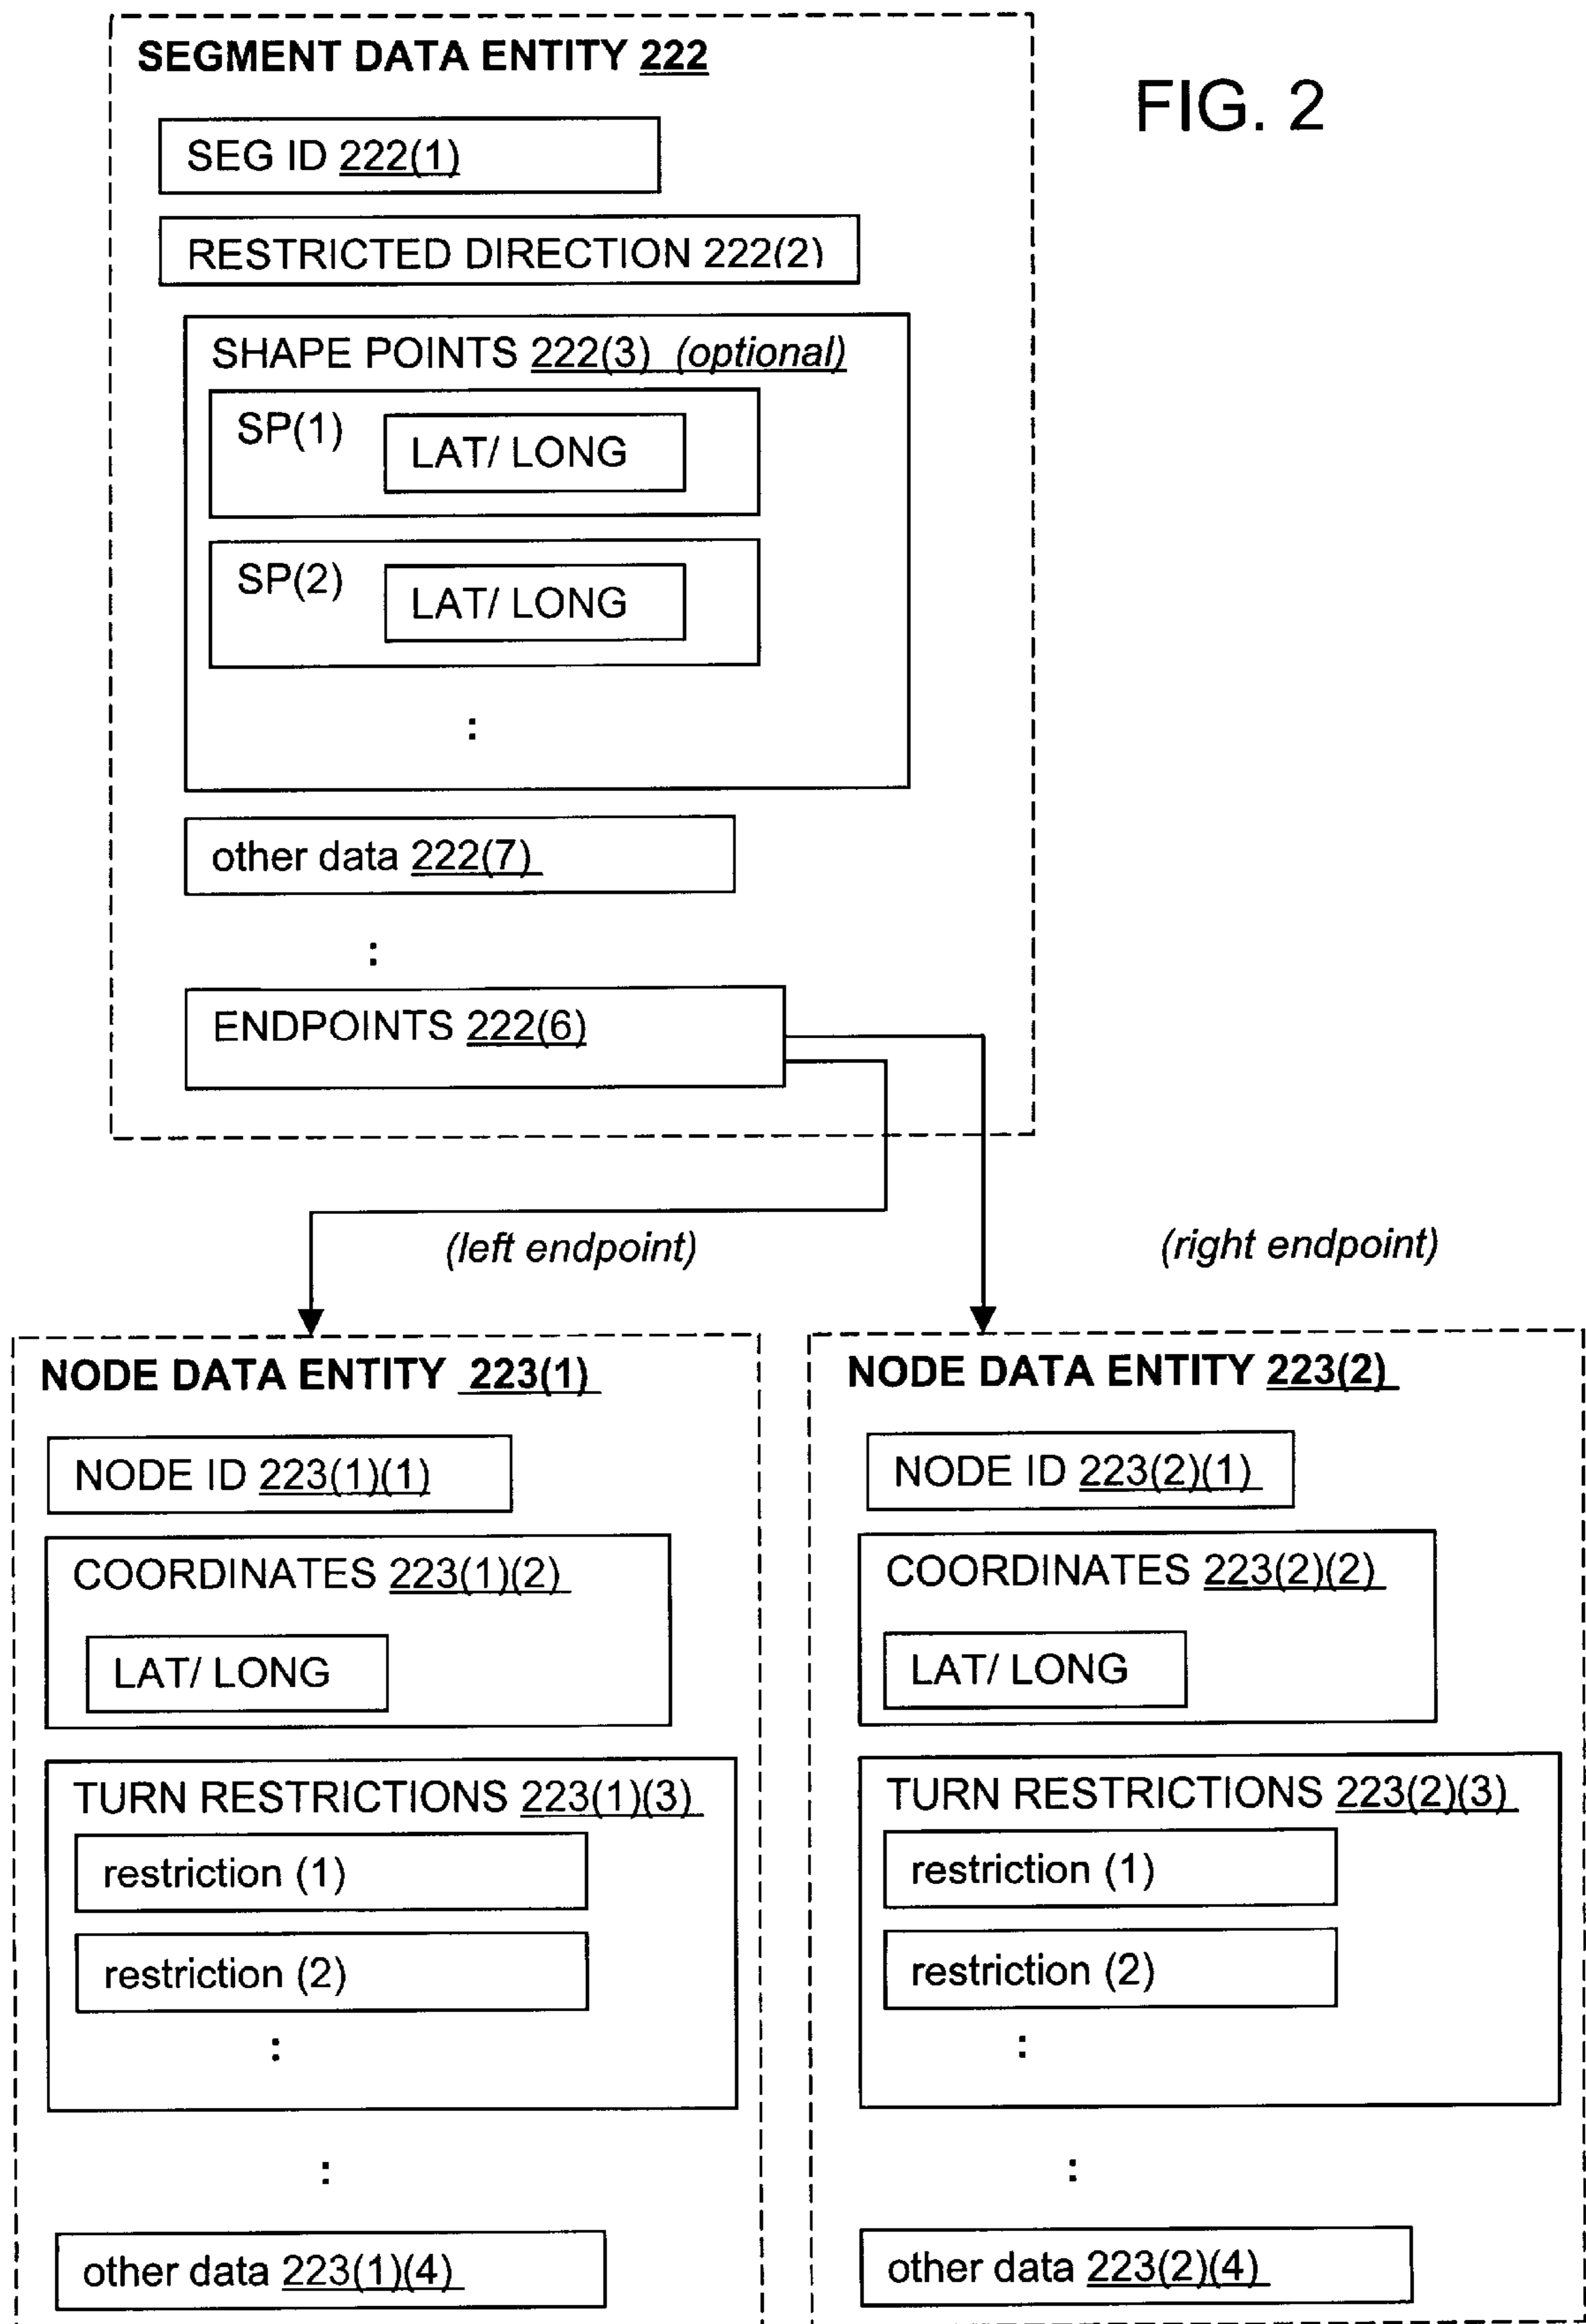 SEGMENT DATA ENTITY 222
FIG. 2
SEG ID 222(1)
RESTRICTED DIRECTION 222(2)
SHAPE POINTS 222(3) (optional)
SP(1)
LAT/ LONG
SP(2)
LAT/ LONG
:
other data 222(7)
:
ENDPOINTS 222(6)
(left endpoint)
(right endpoint)
NODE DATA ENTITY 223(1)
NODE ID 223(1)(1)
COORDINATES 223(1)(2)
LAT/ LONG
TURN RESTRICTIONS 223(1)(3)
restriction (1)
restriction (2)
:
:
other data 223(1)(4)
NODE DATA ENTITY 223(2)
NODE ID 223(2)(1)
COORDINATES 223(2)(2)
LAT/ LONG
TURN RESTRICTIONS 223(2)(3)
restriction (1)
restriction (2)
:
:
other data 223(2)(4)